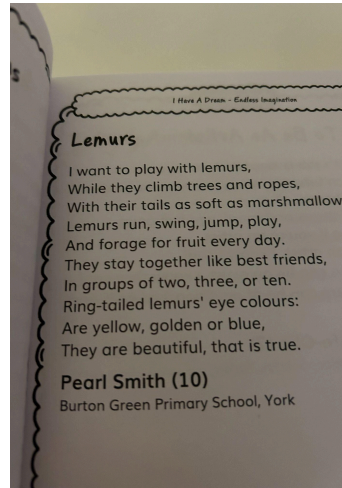 I Have A Dream - Endless Imagination
Lemurs
I want to play with lemurs,
While they climb trees and ropes,
With their tails as soft as marshmallow
Lemurs run, swing, jump, play,
And forage for fruit every day.
They stay together like best friends,
In groups of two, three, or ten.
Ring-tailed lemurs' eye colours:
Are yellow, golden or blue,
They are beautiful, that is true.
Pearl Smith (10)
Burton Green Primary School, York